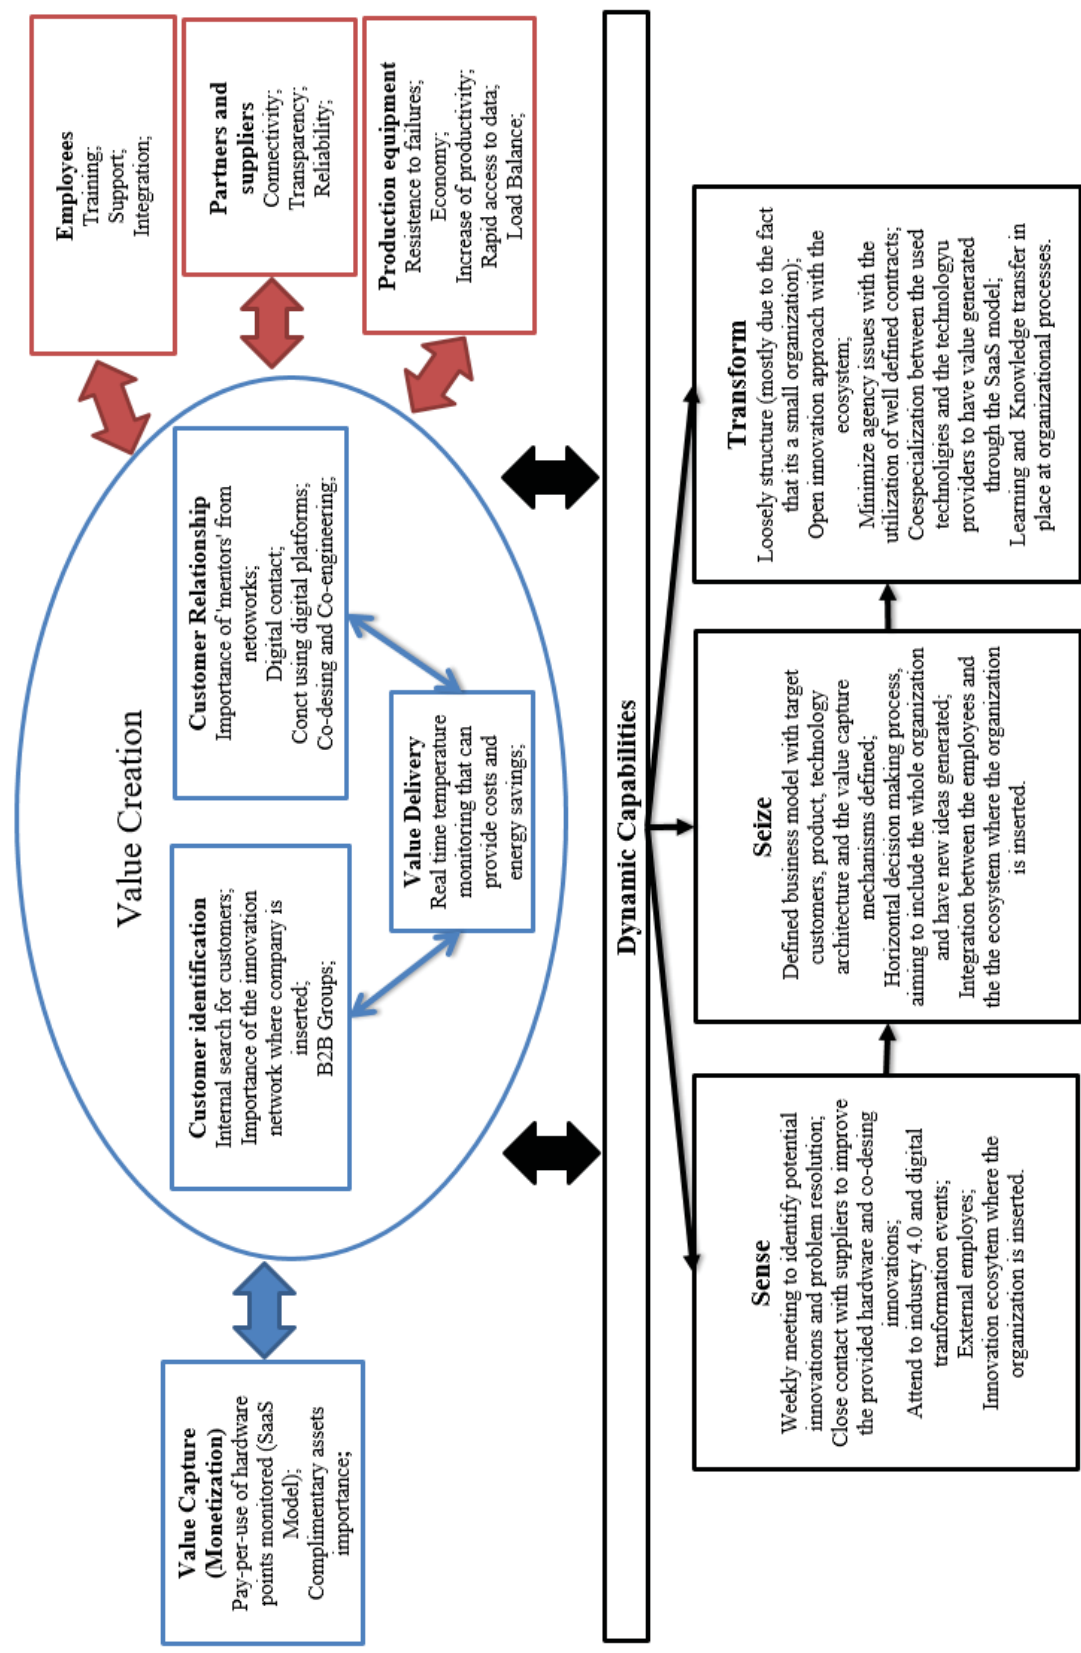 Value Creation
Value Capture
(Monetization)
Pay-per-use of hardware
points monitored (SaaS
Model);
Complimentary assets
importance;
Customer identification
Internal search for customers;
Importance of the innovation
network where company is
inserted;
B2B Groups;
Customer Relationship
Importance of 'mentors' from
netoworks;
Digital contact;
Conct using digital platforms;
Co-desing and Co-engineering;
Value Delivery
Real time temperature
monitoring that can
provide costs and
energy savings;
Employees
Training;
Support;
Integration;
Partners and
suppliers
Connectivity;
Transparency;
Reliability;
Production equipment
Resistence to failures;
Economy;
Increase of productivity;
Rapid access to data;
Load Balance;
Dynamic Capabilities
Sense
Weekly meeting to identify potential
innovations and problem resolution;
Close contact with suppliers to improve
the provided hardware and co-desing
innovations;
Attend to industry 4.0 and digital
tranformation events;
External employes;
Innovation ecosytem where the
organization is inserted.
Seize
Defined business model with target
customers, product, technology
architecture and the value capture
mechanisms defined;
Horizontal decision making process,
aiming to include the whole organization
and have new ideas generated;
Integration between the employees and
the the ecosystem where the organization
is inserted.
Transform
Loosely structure (mostly due to the fact
that its a small organization);
Open innovation approach with the
ecosystem;
Minimize agency issues with the
utilization of well defined contracts;
Coespecialization between the used
technoligies and the technologyu
providers to have value generated
through the SaaS model;
Learning and Knowledge transfer in
place at organizational processes.